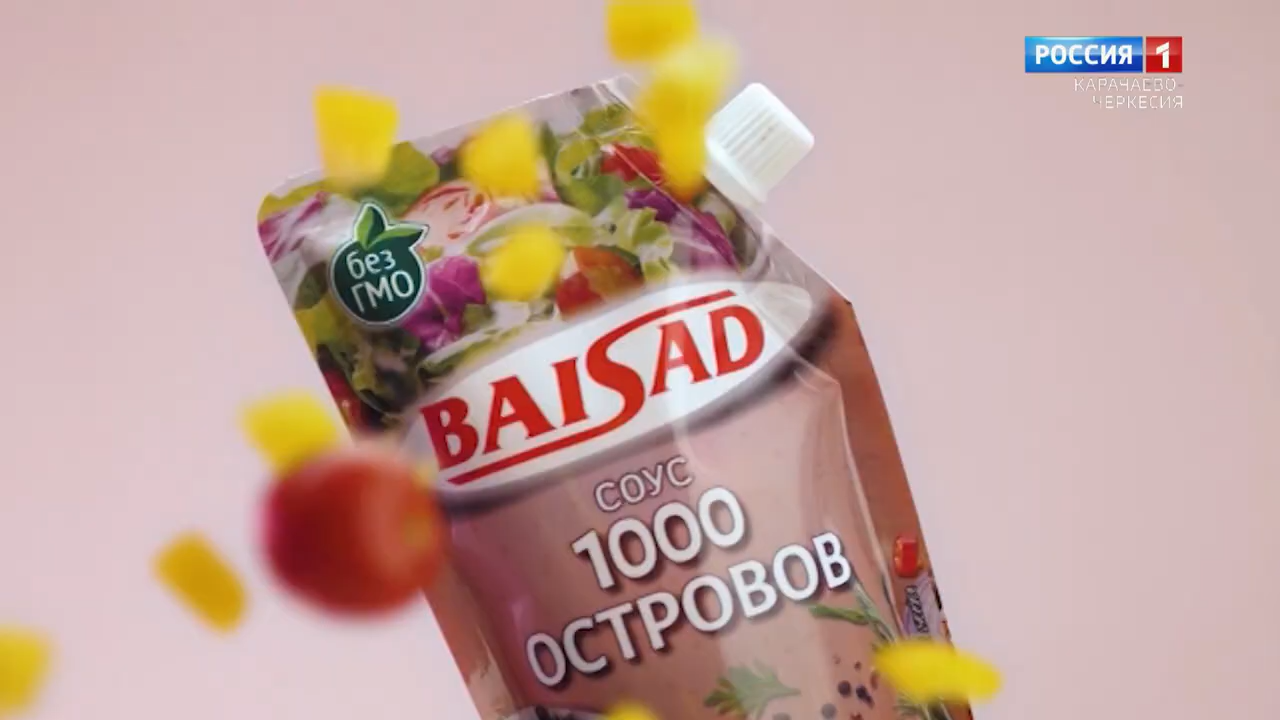 РОССИЯ 1
КАРАЧАЕВО-
ЧЕРКЕСИЯ
без
ГМО
BAISAD
СОУС
1000
ОСТРОВОВ